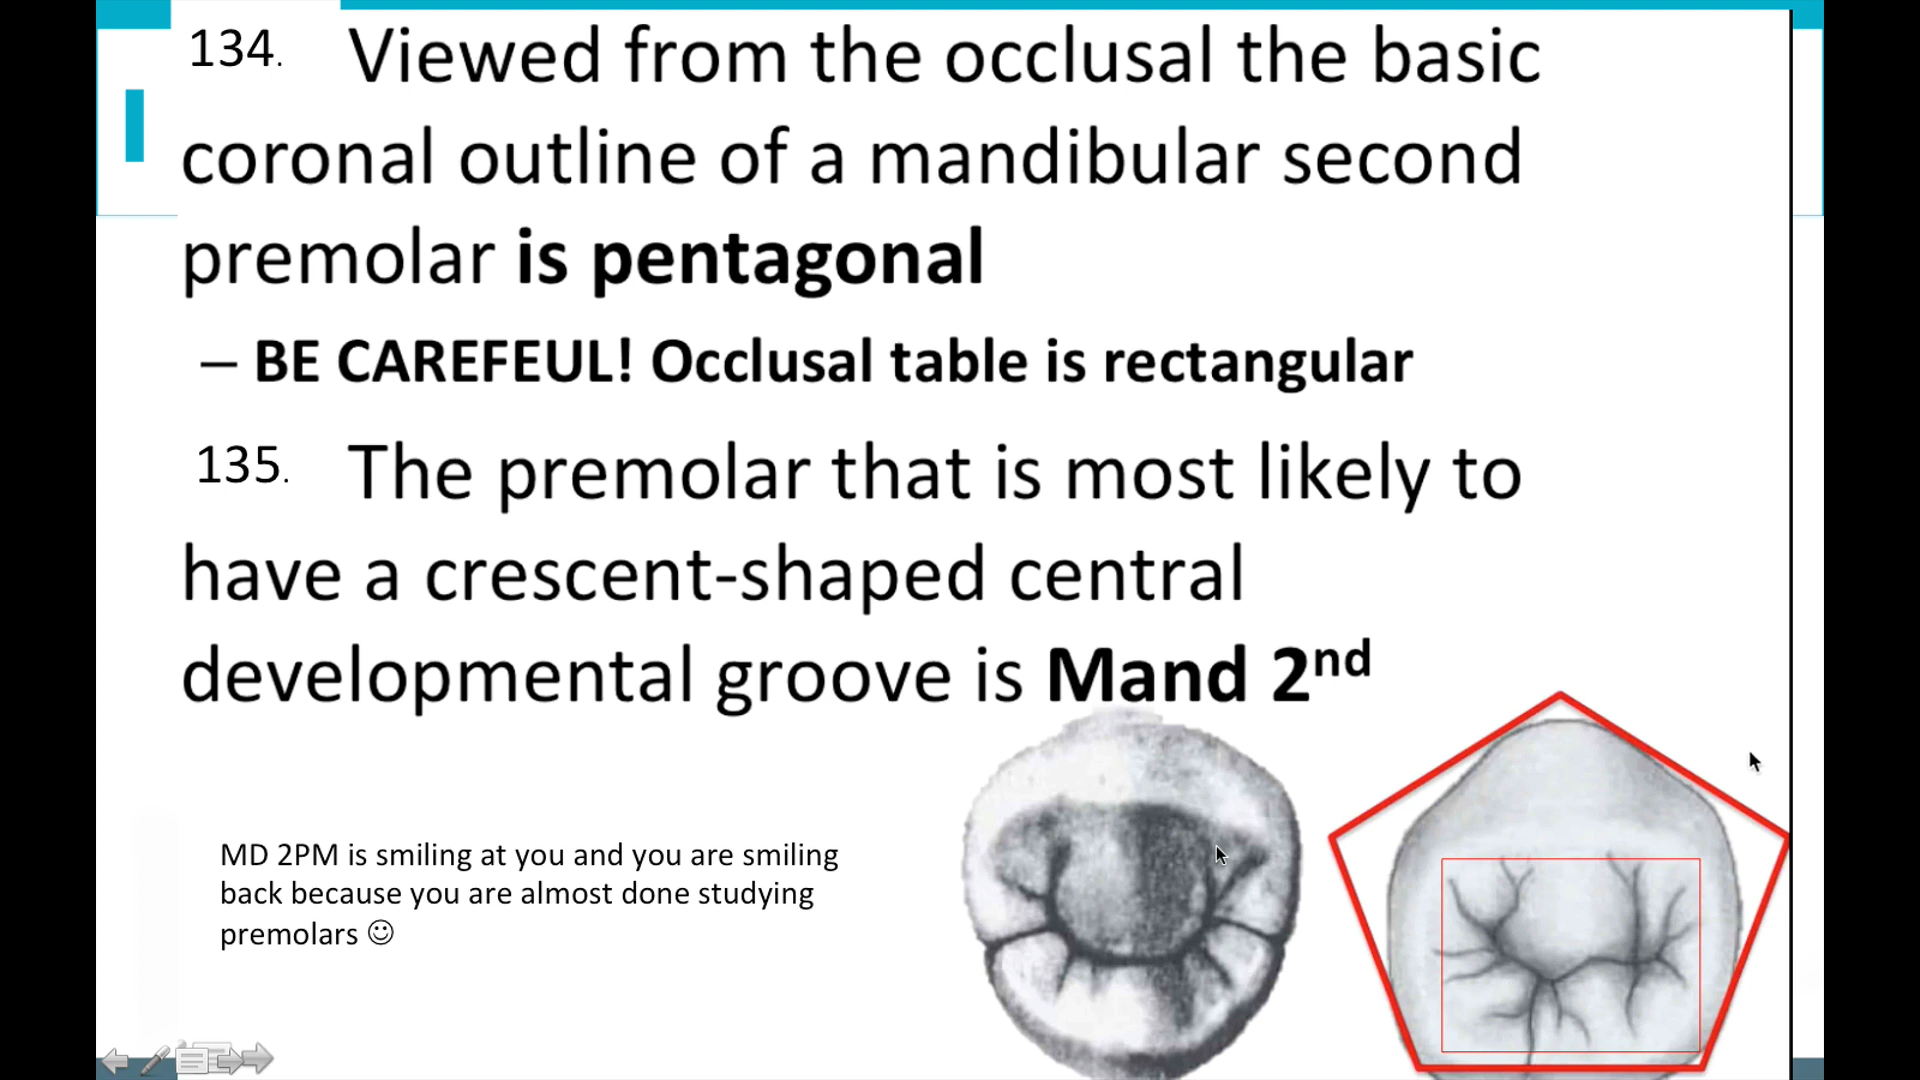 134. Viewed from the occlusal the basic
coronal outline of a mandibular second
premolar is pentagonal
– BE CAREFEUL! Occlusal table is rectangular
135. The premolar that is most likely to
have a crescent-shaped central
developmental groove is Mand 2nd
MD 2PM is smiling at you and you are smiling
back because you are almost done studying
premolars ☺